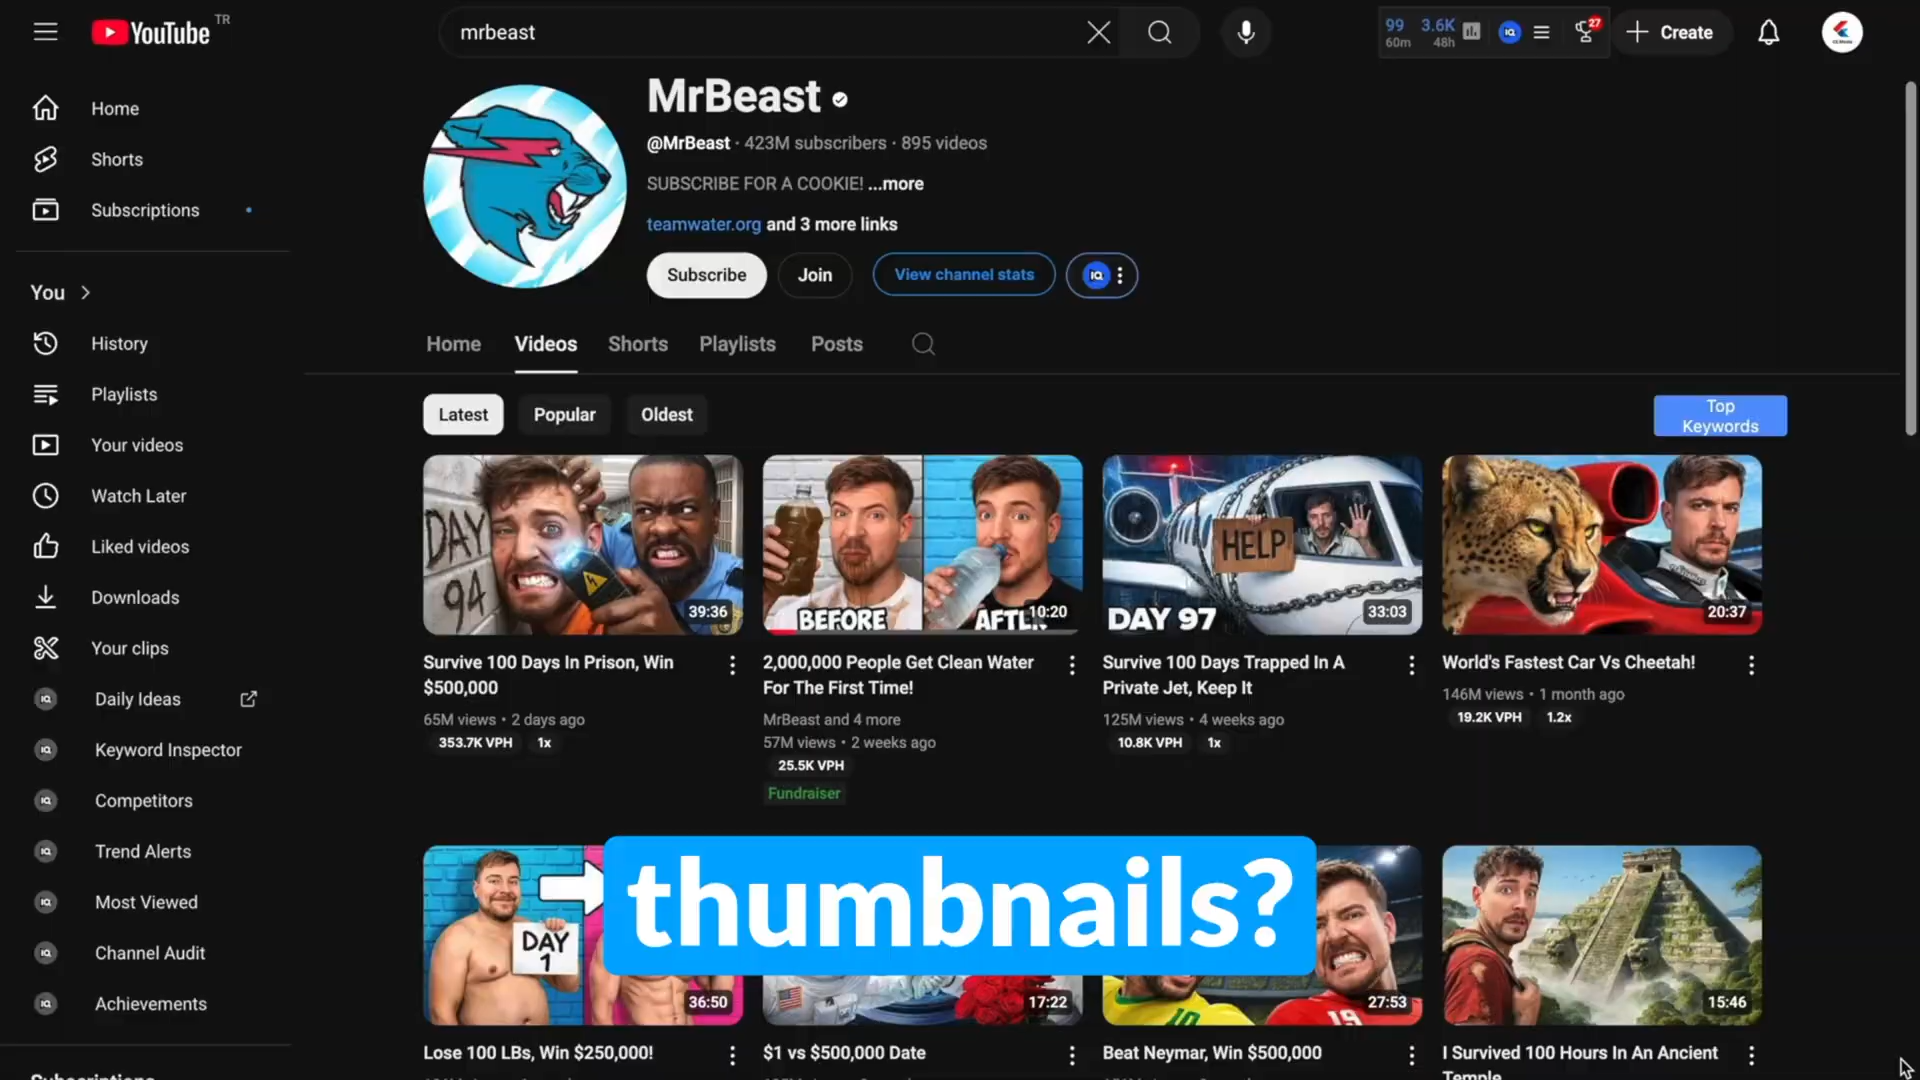 YouTube TR
mrbeast
99 60m
3.6K 48h
27
Create
Home
Shorts
Subscriptions
You
History
Playlists
Your videos
Watch Later
Liked videos
Downloads
Your clips
Daily Ideas
Keyword Inspector
Competitors
Trend Alerts
Most Viewed
Channel Audit
Achievements
Subscriptions
MrBeast
@MrBeast · 423M subscribers · 895 videos
SUBSCRIBE FOR A COOKIE! ...more
teamwater.org and 3 more links
Subscribe
Join
View channel stats
IQ
Home
Videos
Shorts
Playlists
Posts
Latest
Popular
Oldest
Top
Keywords
DAY
94
39:36
Survive 100 Days In Prison, Win
$500,000
65M views • 2 days ago
353.7K VPH 1x
BEFORE
10:20
2,000,000 People Get Clean Water
For The First Time!
MrBeast and 4 more
57M views • 2 weeks ago
25.5K VPH
Fundraiser
HELP
DAY 97
33:03
Survive 100 Days Trapped In A
Private Jet, Keep It
125M views • 4 weeks ago
10.8K VPH 1x
20:37
World's Fastest Car Vs Cheetah!
146M views • 1 month ago
19.2K VPH 1.2x
thumbnails?
DAY
1
36:50
Lose 100 LBs, Win $250,000!
17:22
$1 vs $500,000 Date
10
19
27:53
Beat Neymar, Win $500,000
15:46
I Survived 100 Hours In An Ancient
Temple